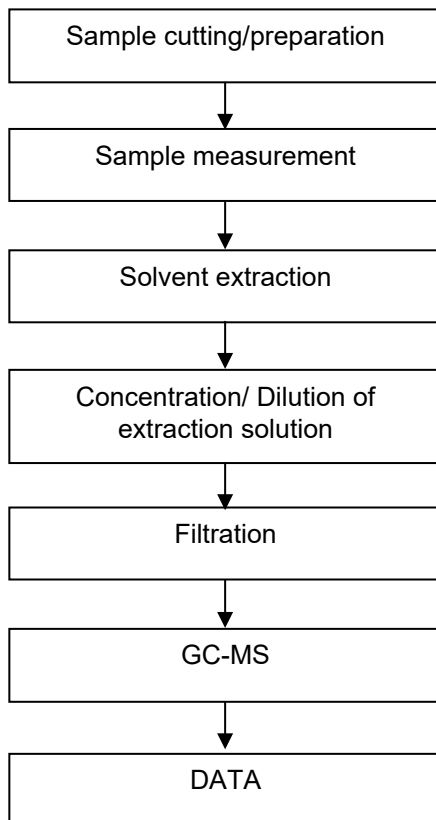 Sample cutting/preparation
Sample measurement
Solvent extraction
Concentration/ Dilution of
extraction solution
Filtration
GC-MS
DATA